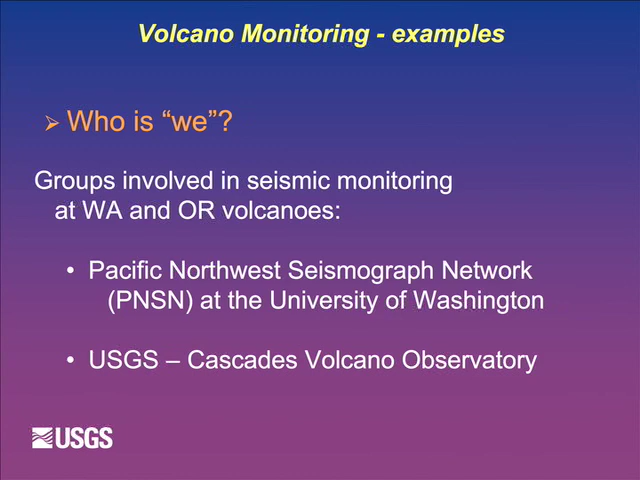 Volcano Monitoring - examples
➢ Who is “we”?
Groups involved in seismic monitoring
at WA and OR volcanoes:
• Pacific Northwest Seismograph Network
(PNSN) at the University of Washington
• USGS – Cascades Volcano Observatory
USGS